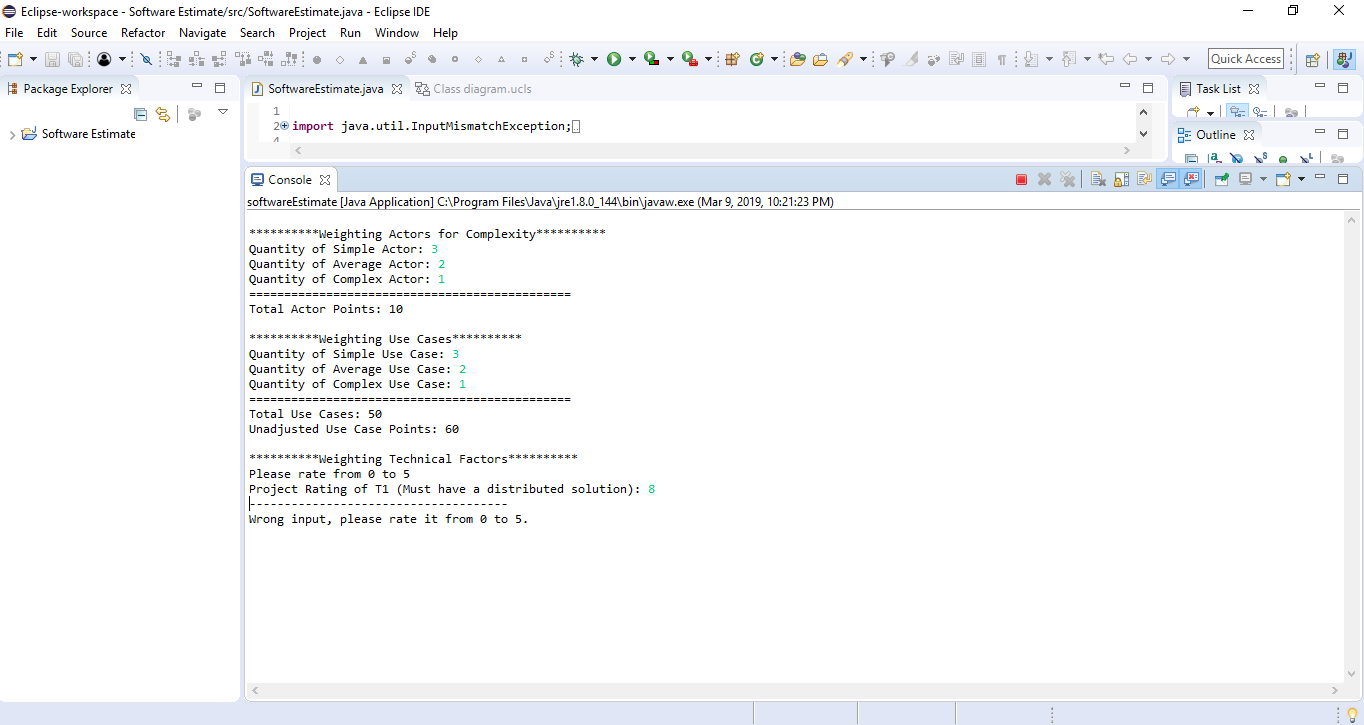 Eclipse-workspace - Software Estimate/src/SoftwareEstimate.java - Eclipse IDE
File Edit Source Refactor Navigate Search Project Run Window Help
Quick Access
Package Explorer
SoftwareEstimate.java
Class diagram.ucls
Task List
1
2 import java.util.InputMismatchException;
Software Estimate
Outline
Console
softwareEstimate [Java Application] C:\Program Files\Java\jre1.8.0_144\bin\javaw.exe (Mar 9, 2019, 10:21:23 PM)
**********Weighting Actors for Complexity**********
Quantity of Simple Actor: 3
Quantity of Average Actor: 2
Quantity of Complex Actor: 1
==============================================
Total Actor Points: 10
**********Weighting Use Cases**********
Quantity of Simple Use Case: 3
Quantity of Average Use Case: 2
Quantity of Complex Use Case: 1
==============================================
Total Use Cases: 50
Unadjusted Use Case Points: 60
**********Weighting Technical Factors**********
Please rate from 0 to 5
Project Rating of T1 (Must have a distributed solution): 8
-------------------------------------
Wrong input, please rate it from 0 to 5.